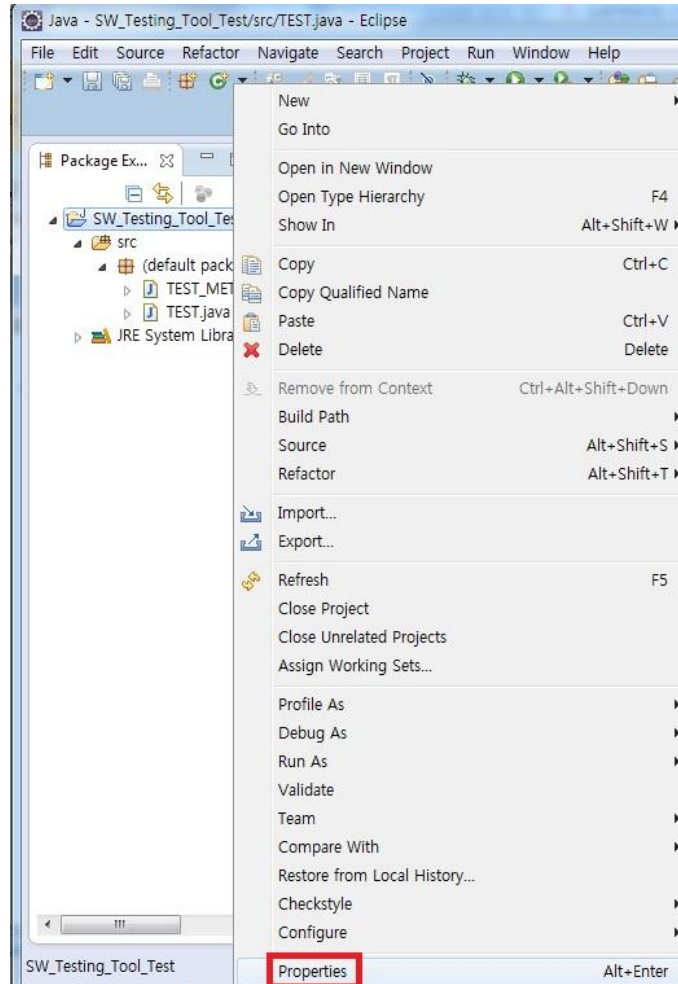 Java - SW_Testing_Tool_Test/src/TEST.java - Eclipse
File Edit Source Refactor Navigate Search Project Run Window Help
Package Ex...
SW_Testing_Tool_Tes
src
(default pack
TEST_MET
TEST.java
JRE System Libra
New
Go Into
Open in New Window
Open Type Hierarchy F4
Show In Alt+Shift+W
Copy Ctrl+C
Copy Qualified Name
Paste Ctrl+V
Delete Delete
Remove from Context Ctrl+Alt+Shift+Down
Build Path
Source Alt+Shift+S
Refactor Alt+Shift+T
Import...
Export...
Refresh F5
Close Project
Close Unrelated Projects
Assign Working Sets...
Profile As
Debug As
Run As
Validate
Team
Compare With
Restore from Local History...
Checkstyle
Configure
Properties Alt+Enter
SW_Testing_Tool_Test